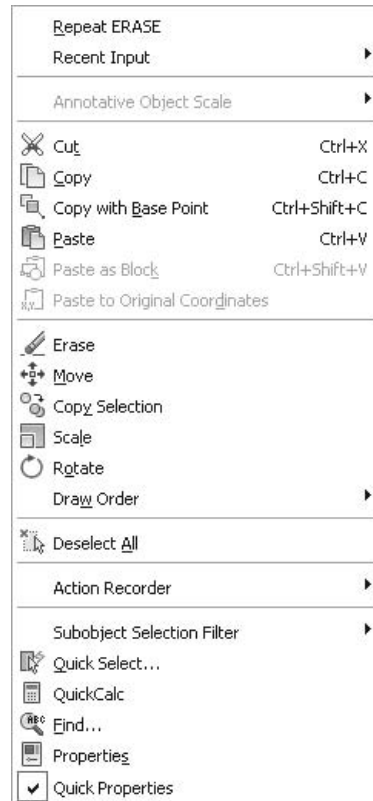 Repeat ERASE
Recent Input
Annotative Object Scale
Cut Ctrl+X
Copy Ctrl+C
Copy with Base Point Ctrl+Shift+C
Paste Ctrl+V
Paste as Block Ctrl+Shift+V
Paste to Original Coordinates
Erase
Move
Copy Selection
Scale
Rotate
Draw Order
Deselect All
Action Recorder
Subobject Selection Filter
Quick Select...
QuickCalc
Find...
Properties
Quick Properties